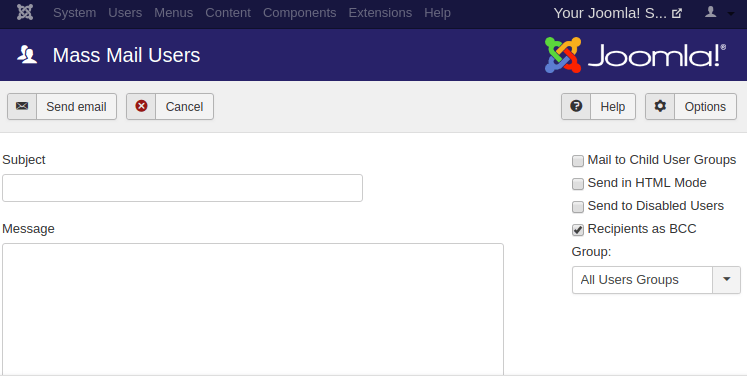 System Users Menus Content Components Extensions Help Your Joomla! S...
Mass Mail Users Joomla!®
Send email Cancel Help Options
Subject
Message
Mail to Child User Groups
Send in HTML Mode
Send to Disabled Users
Recipients as BCC
Group:
All Users Groups